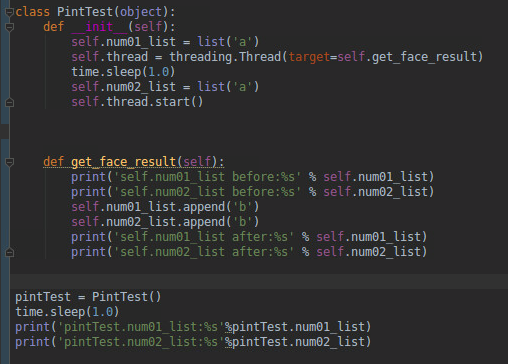 class PintTest(object):
    def __init__(self):
        self.num01_list = list('a')
        self.thread = threading.Thread(target=self.get_face_result)
        time.sleep(1.0)
        self.num02_list = list('a')
        self.thread.start()
    def get_face_result(self):
        print('self.num01_list before:%s' % self.num01_list)
        print('self.num02_list before:%s' % self.num02_list)
        self.num01_list.append('b')
        self.num02_list.append('b')
        print('self.num01_list after:%s' % self.num01_list)
        print('self.num02_list after:%s' % self.num02_list)
pintTest = PintTest()
time.sleep(1.0)
print('pintTest.num01_list:%s'%pintTest.num01_list)
print('pintTest.num02_list:%s'%pintTest.num02_list)